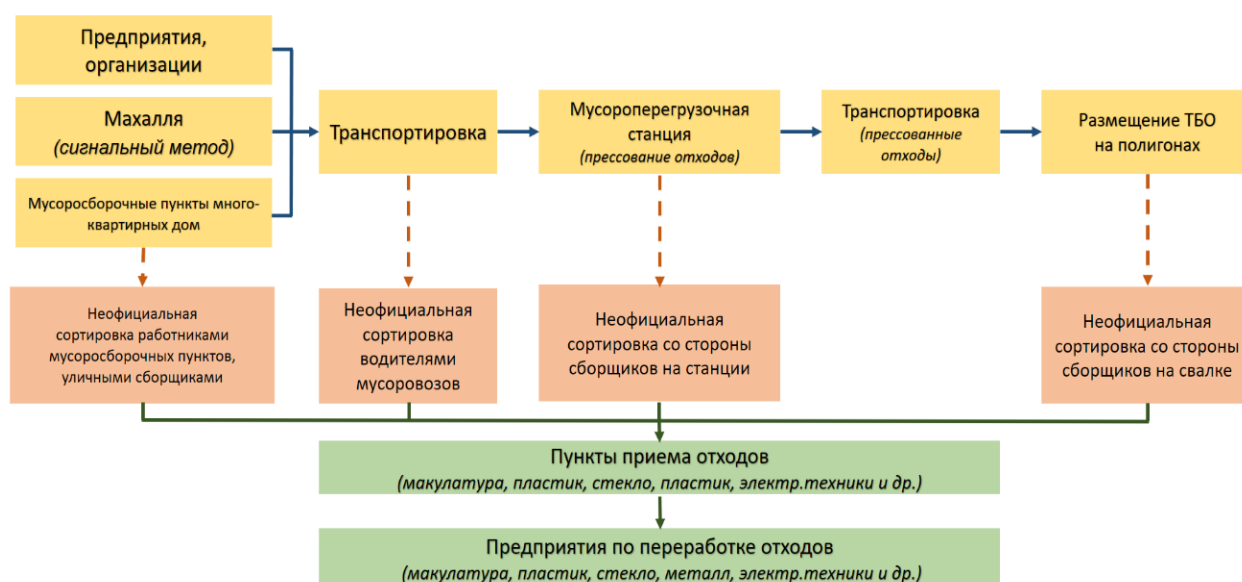 Предприятия,
организации
Махалля
(сигнальный метод)
Мусоросборочные пункты много-
квартирных дом
Транспортировка
Мусороперегрузочная
станция
(прессование отходов)
Транспортировка
(прессованные
отходы)
Размещение ТБО
на полигонах
Неофициальная
сортировка работниками
мусоросборочных пунктов,
уличными сборщиками
Неофициальная
сортировка
водителями
мусоровозов
Неофициальная
сортировка со стороны
сборщиков на станции
Неофициальная
сортировка со стороны
сборщиков на свалке
Пункты приема отходов
(макулатура, пластик, стекло, пластик, электр.техники и др.)
Предприятия по переработке отходов
(макулатура, пластик, стекло, металл, электр.техники и др.)